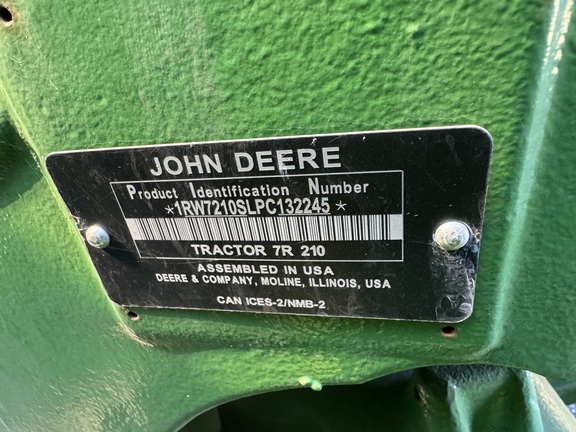 JOHN DEERE
Product Identification Number
*1RW7210SLPC132245*
TRACTOR 7R 210
ASSEMBLED IN USA
DEERE & COMPANY, MOLINE, ILLINOIS, USA
CAN ICES-2/NMB-2